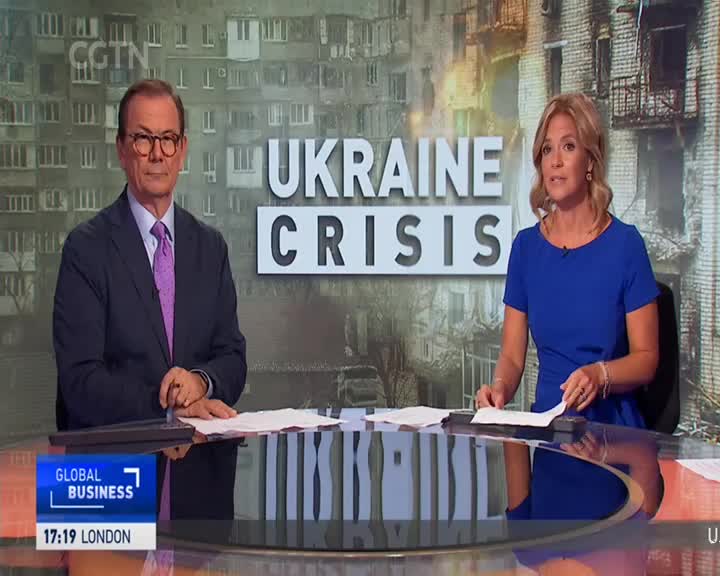 CGTN
UKRAINE
CRISIS
GLOBAL
BUSINESS
17:19 LONDON
U.